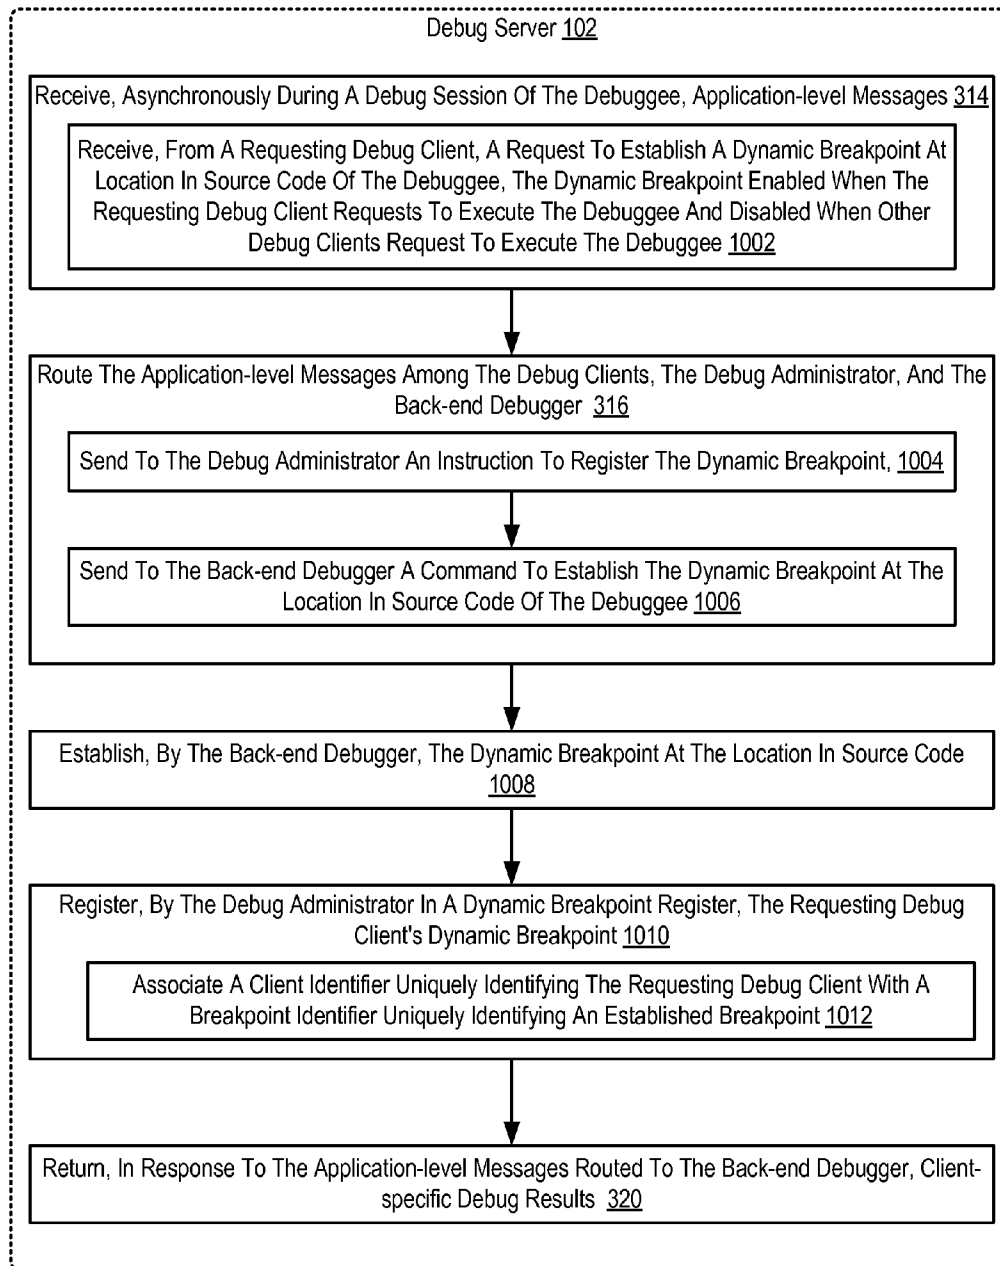 Debug Server 102
Receive, Asynchronously During A Debug Session Of The Debuggee, Application-level Messages 314
Receive, From A Requesting Debug Client, A Request To Establish A Dynamic Breakpoint At
Location In Source Code Of The Debuggee, The Dynamic Breakpoint Enabled When The
Requesting Debug Client Requests To Execute The Debuggee And Disabled When Other
Debug Clients Request To Execute The Debuggee 1002
Route The Application-level Messages Among The Debug Clients, The Debug Administrator, And The
Back-end Debugger 316
Send To The Debug Administrator An Instruction To Register The Dynamic Breakpoint, 1004
Send To The Back-end Debugger A Command To Establish The Dynamic Breakpoint At The
Location In Source Code Of The Debuggee 1006
Establish, By The Back-end Debugger, The Dynamic Breakpoint At The Location In Source Code
1008
Register, By The Debug Administrator In A Dynamic Breakpoint Register, The Requesting Debug
Client's Dynamic Breakpoint 1010
Associate A Client Identifier Uniquely Identifying The Requesting Debug Client With A
Breakpoint Identifier Uniquely Identifying An Established Breakpoint 1012
Return, In Response To The Application-level Messages Routed To The Back-end Debugger, Client-
specific Debug Results 320